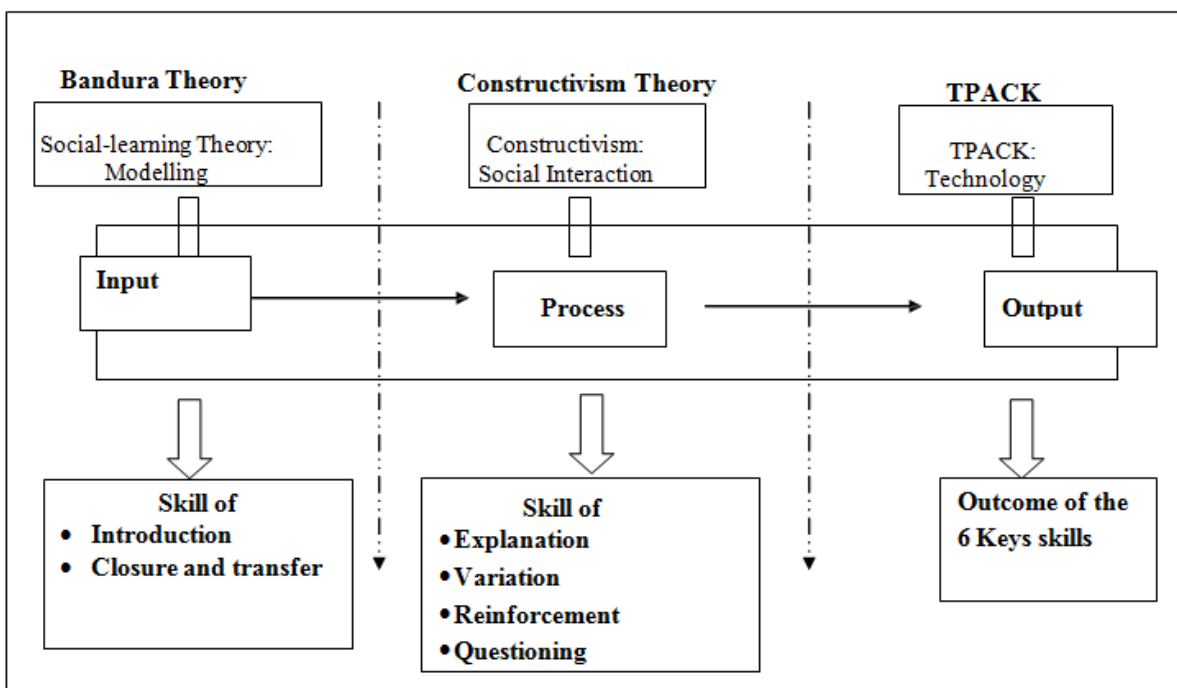 Bandura Theory
Social-learning Theory:
Modelling
Constructivism Theory
Constructivism:
Social Interaction
TPACK
TPACK:
Technology
Input
Process
Output
Skill of
• Introduction
• Closure and transfer
Skill of
• Explanation
• Variation
• Reinforcement
• Questioning
Outcome of the
6 Keys skills